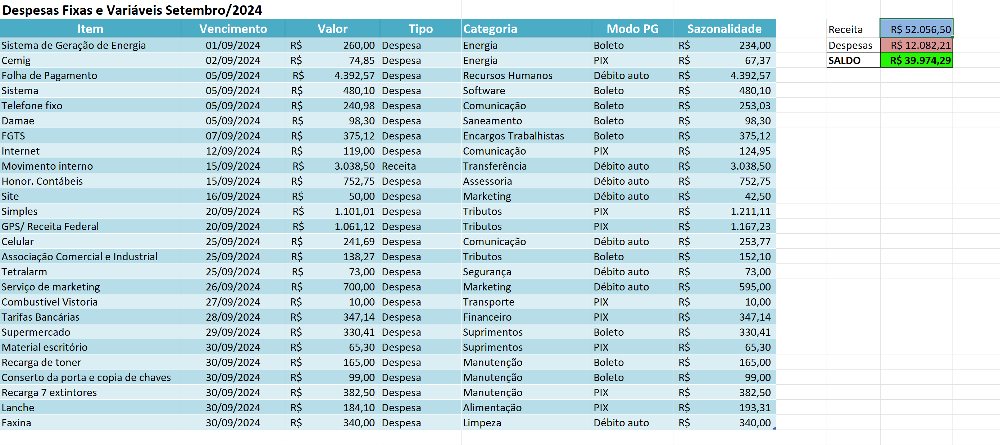 Despesas Fixas e Variáveis Setembro/2024
Item Vencimento Valor Tipo Categoria Modo PG Sazonalidade Receita R$ 52.056,50
Sistema de Geração de Energia 01/09/2024 R$ 260,00 Despesa Energia Boleto R$ 234,00 Despesas R$ 12.082,21
Cemig 02/09/2024 R$ 74,85 Despesa Energia PIX R$ 67,37 SALDO R$ 39.974,29
Folha de Pagamento 05/09/2024 R$ 4.392,57 Despesa Recursos Humanos Débito auto R$ 4.392,57
Sistema 05/09/2024 R$ 480,10 Despesa Software Boleto R$ 480,10
Telefone fixo 05/09/2024 R$ 240,98 Despesa Comunicação Boleto R$ 253,03
Damae 05/09/2024 R$ 98,30 Despesa Saneamento Boleto R$ 98,30
FGTS 07/09/2024 R$ 375,12 Despesa Encargos Trabalhistas Boleto R$ 375,12
Internet 12/09/2024 R$ 119,00 Despesa Comunicação PIX R$ 124,95
Movimento interno 15/09/2024 R$ 3.038,50 Receita Transferência Débito auto R$ 3.038,50
Honor. Contábeis 15/09/2024 R$ 752,75 Despesa Assessoria Débito auto R$ 752,75
Site 16/09/2024 R$ 50,00 Despesa Marketing Débito auto R$ 42,50
Simples 20/09/2024 R$ 1.101,01 Despesa Tributos PIX R$ 1.211,11
GPS/ Receita Federal 20/09/2024 R$ 1.061,12 Despesa Tributos PIX R$ 1.167,23
Celular 25/09/2024 R$ 241,69 Despesa Comunicação Débito auto R$ 253,77
Associação Comercial e Industrial 25/09/2024 R$ 138,27 Despesa Tributos Boleto R$ 152,10
Tetralarm 25/09/2024 R$ 73,00 Despesa Segurança Débito auto R$ 73,00
Serviço de marketing 26/09/2024 R$ 700,00 Despesa Marketing Débito auto R$ 595,00
Combustível Vistoria 27/09/2024 R$ 10,00 Despesa Transporte PIX R$ 10,00
Tarifas Bancárias 28/09/2024 R$ 347,14 Despesa Financeiro PIX R$ 347,14
Supermercado 29/09/2024 R$ 330,41 Despesa Suprimentos Boleto R$ 330,41
Material escritório 30/09/2024 R$ 65,30 Despesa Suprimentos PIX R$ 65,30
Recarga de toner 30/09/2024 R$ 165,00 Despesa Manutenção Boleto R$ 165,00
Conserto da porta e copia de chaves 30/09/2024 R$ 99,00 Despesa Manutenção Boleto R$ 99,00
Recarga 7 extintores 30/09/2024 R$ 382,50 Despesa Manutenção PIX R$ 382,50
Lanche 30/09/2024 R$ 184,10 Despesa Alimentação PIX R$ 193,31
Faxina 30/09/2024 R$ 340,00 Despesa Limpeza Débito auto R$ 340,00